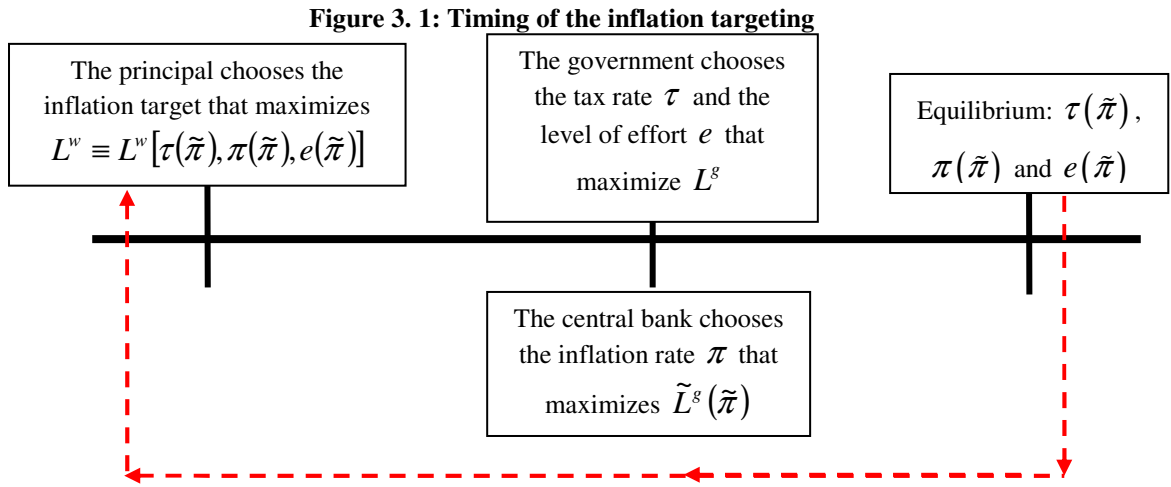 Figure 3. 1: Timing of the inflation targeting
The principal chooses the
inflation target that maximizes
L^w ≡ L^w[τ(π̃), π(π̃), e(π̃)]
The government chooses
the tax rate τ and the
level of effort e that
maximize L^g
Equilibrium: τ(π̃),
π(π̃) and e(π̃)
The central bank chooses
the inflation rate π that
maximizes L̃^g(π̃)